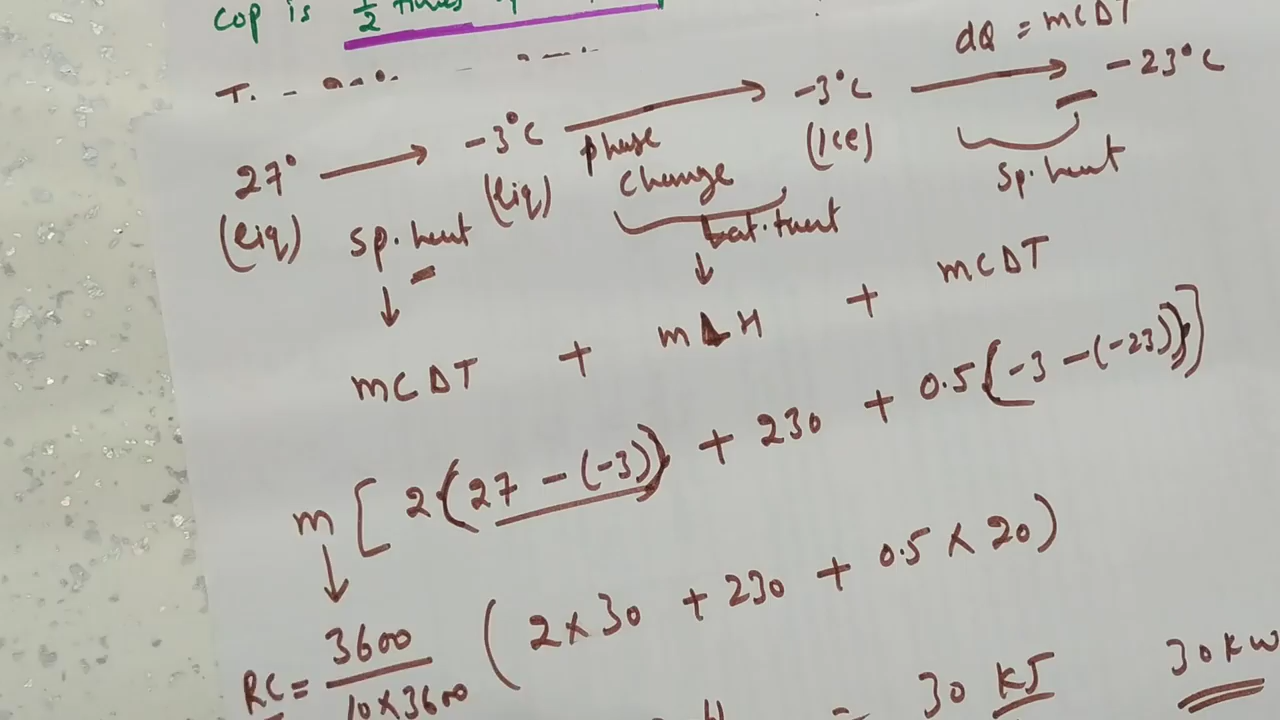 COP is 1/2 times
dQ = mCΔT
27° → -3°C phase change → -3°C → -23°C
(liq) sp. heat (liq) Lat. heat (Ice) sp. heat
mCΔT + mLH + mCΔT
m [ 2(27 - (-3)) + 230 + 0.5(-3 - (-23)) ]
RC = 3600 / 10 x 3600 ( 2 x 30 + 230 + 0.5 x 20 )
= 30 kJ 30 kW